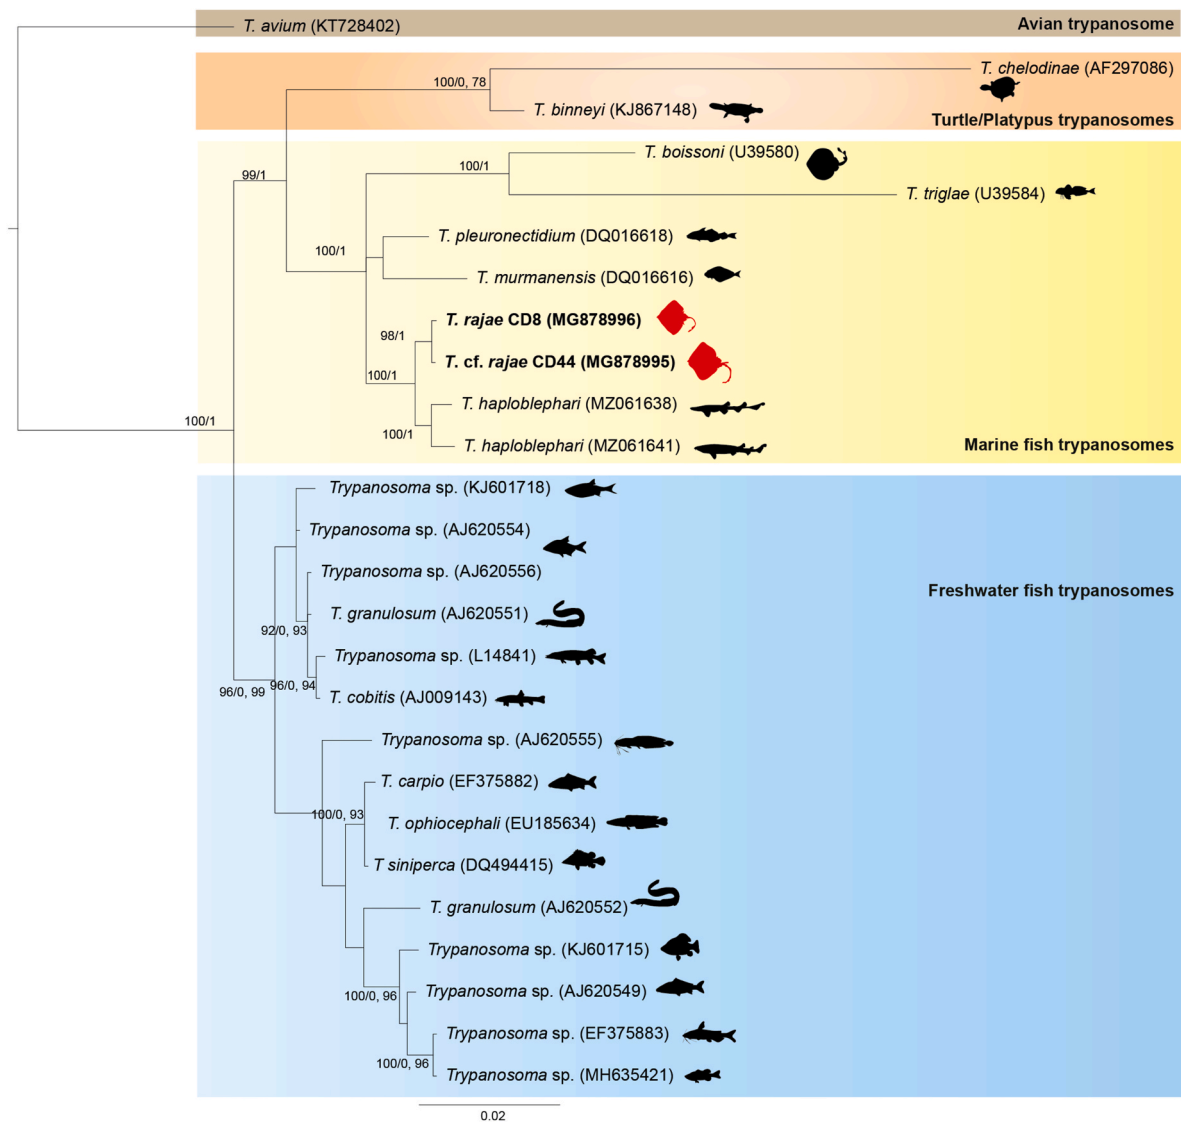 T. avium (KT728402)
Avian trypanosome
T. chelodinae (AF297086)
100/0, 78
T. binneyi (KJ867148)
Turtle/Platypus trypanosomes
T. boissoni (U39580)
100/1
99/1
T. triglae (U39584)
T. pleuronectidium (DQ016618)
100/1
T. murmanensis (DQ016616)
T. rajae CD8 (MG878996)
98/1
T. cf. rajae CD44 (MG878995)
100/1
T. haploblephari (MZ061638)
100/1
100/1
T. haploblephari (MZ061641)
Marine fish trypanosomes
Trypanosoma sp. (KJ601718)
Trypanosoma sp. (AJ620554)
Trypanosoma sp. (AJ620556)
Freshwater fish trypanosomes
T. granulosum (AJ620551)
92/0, 93
Trypanosoma sp. (L14841)
96/0, 94
96/0, 99
T. cobitis (AJ009143)
Trypanosoma sp. (AJ620555)
T. carpio (EF375882)
100/0, 93
T. ophiocephali (EU185634)
T siniperca (DQ494415)
T. granulosum (AJ620552)
Trypanosoma sp. (KJ601715)
Trypanosoma sp. (AJ620549)
100/0, 96
Trypanosoma sp. (EF375883)
100/0, 96
Trypanosoma sp. (MH635421)
0.02